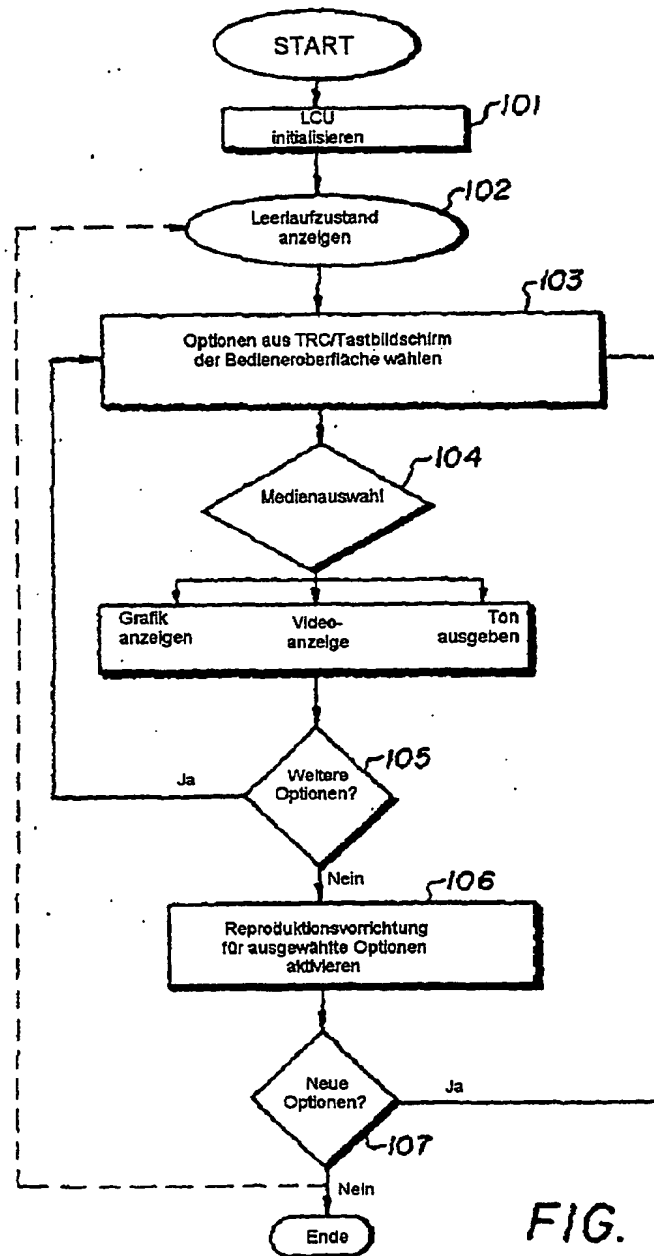 START
101
LCU
initialisieren
102
Leerlaufzustand
anzeigen
103
Optionen aus TRC/Tastbildschirm
der Bedieneroberfläche wählen
104
Medienauswahl
Grafik
anzeigen
Video-
anzeige
Ton
ausgeben
105
Weitere
Optionen?
Ja
Nein
106
Reproduktionsvorrichtung
für ausgewählte Optionen
aktivieren
Neue
Optionen?
Ja
107
Nein
Ende
FIG.